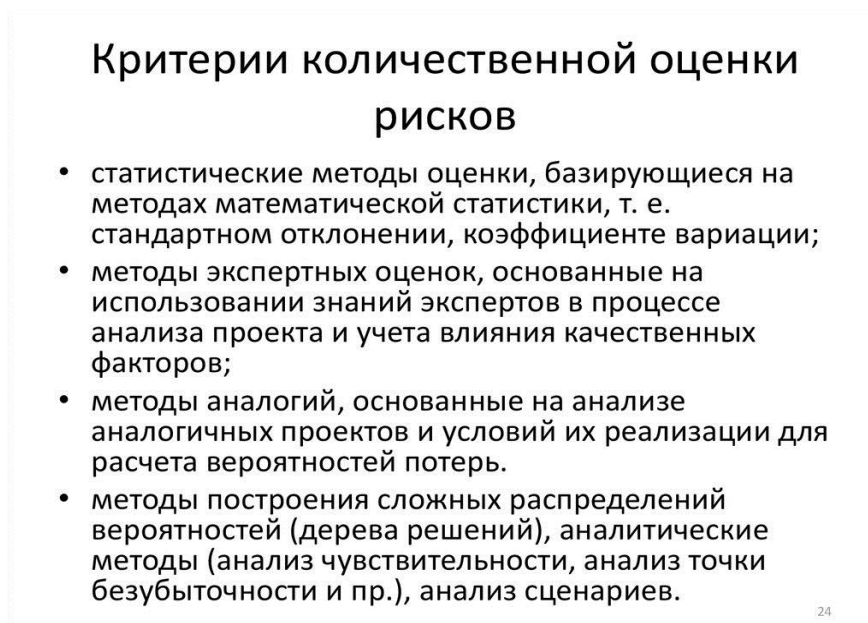 Критерии количественной оценки
рисков
• статистические методы оценки, базирующиеся на
методах математической статистики, т. е.
стандартном отклонении, коэффициенте вариации;
• методы экспертных оценок, основанные на
использовании знаний экспертов в процессе
анализа проекта и учета влияния качественных
факторов;
• методы аналогий, основанные на анализе
аналогичных проектов и условий их реализации для
расчета вероятностей потерь.
• методы построения сложных распределений
вероятностей (дерева решений), аналитические
методы (анализ чувствительности, анализ точки
безубыточности и пр.), анализ сценариев.
24